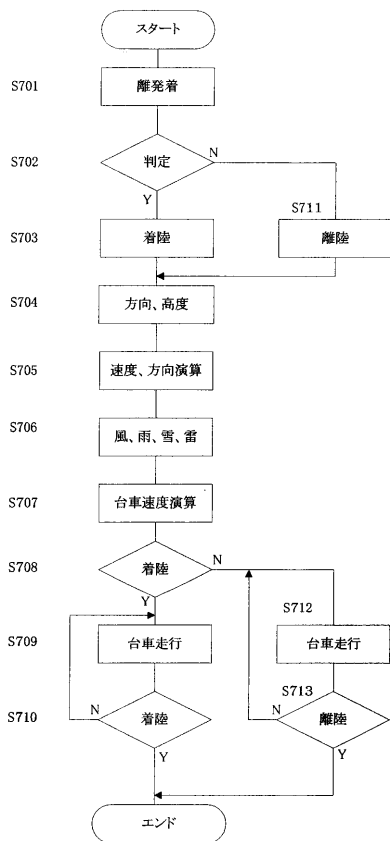 スタート
S701
離発着
S702
判定
N
Y
S711
S703
着陸
離陸
S704
方向、高度
S705
速度、方向演算
S706
風、雨、雪、雷
S707
台車速度演算
S708
着陸
N
Y
S712
S709
台車走行
台車走行
S713
S710
N
着陸
N
離陸
Y
Y
エンド